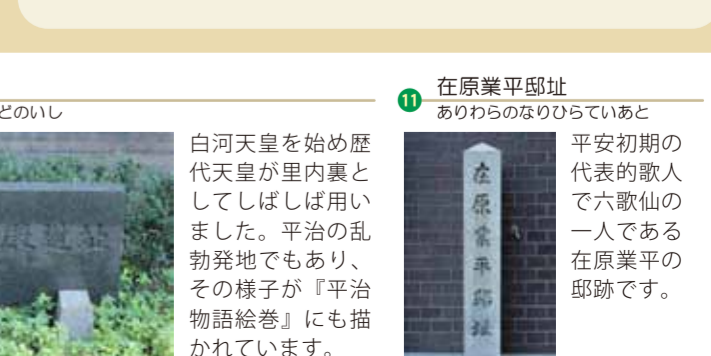 どのいし
白河天皇を始め歴
代天皇が里内裏と
してしばしば用い
ました。平治の乱
勃発地でもあり、
その様子が『平治
物語絵巻』にも描
かれています。
11
在原業平邸址
ありわらのなりひらていあと
在原業平邸址
平安初期の
代表的歌人
で六歌仙の
一人である
在原業平の
邸跡です。